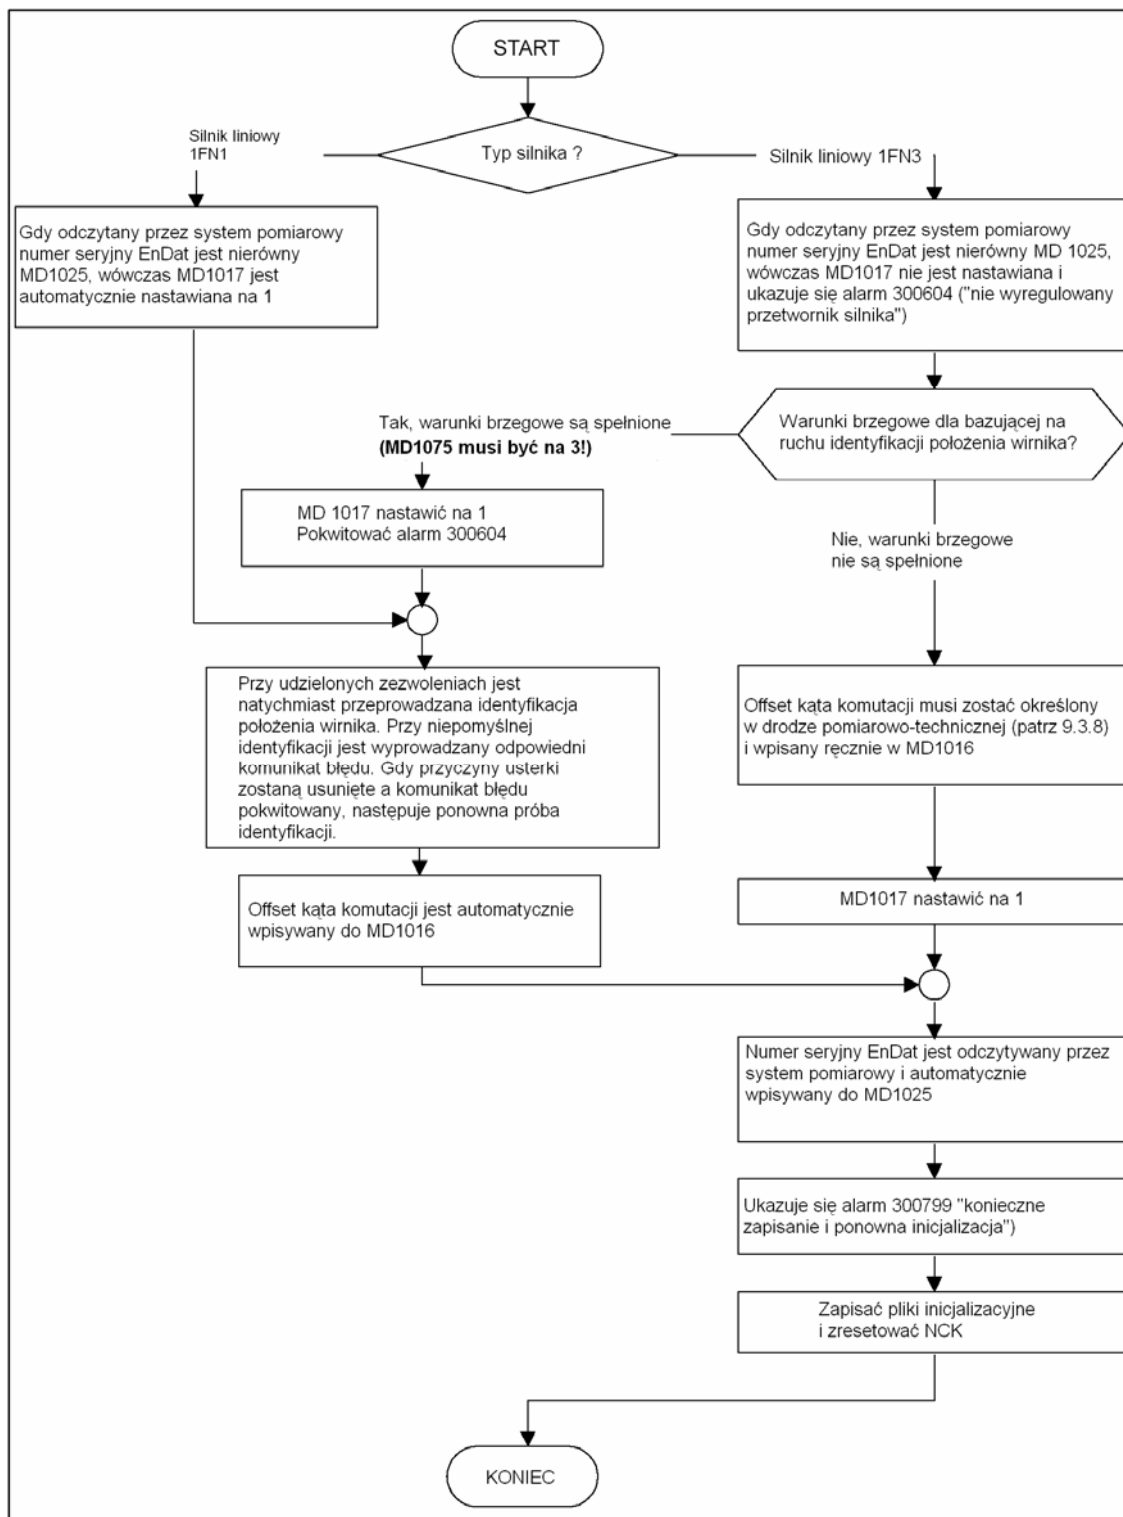 START
Typ silnika ?
Silnik liniowy
1FN1
Silnik liniowy 1FN3
Gdy odczytany przez system pomiarowy
numer seryjny EnDat jest nierówny
MD1025, wówczas MD1017 jest
automatycznie nastawiana na 1
Gdy odczytany przez system pomiarowy
numer seryjny EnDat jest nierówny MD 1025,
wówczas MD1017 nie jest nastawiana i
ukazuje się alarm 300604 ("nie wyregulowany
przetwornik silnika")
Warunki brzegowe dla bazującej na
ruchu identyfikacji położenia wirnika?
Tak, warunki brzegowe są spełnione
(MD1075 musi być na 3!)
MD 1017 nastawić na 1
Pokwitować alarm 300604
Nie, warunki brzegowe
nie są spełnione
Przy udzielonych zezwoleniach jest
natychmiast przeprowadzana identyfikacja
położenia wirnika. Przy niepomyślnej
identyfikacji jest wyprowadzany odpowiedni
komunikat błędu. Gdy przyczyny usterki
zostaną usunięte a komunikat błędu
pokwitowany, następuje ponowna próba
identyfikacji.
Offset kąta komutacji musi zostać określony
w drodze pomiarowo-technicznej (patrz 9.3.8)
i wpisany ręcznie w MD1016
Offset kąta komutacji jest automatycznie
wpisywany do MD1016
MD1017 nastawić na 1
Numer seryjny EnDat jest odczytywany przez
system pomiarowy i automatycznie
wpisywany do MD1025
Ukazuje się alarm 300799 "konieczne
zapisanie i ponowna inicjalizacja")
Zapisać pliki inicjalizacyjne
i zresetować NCK
KONIEC